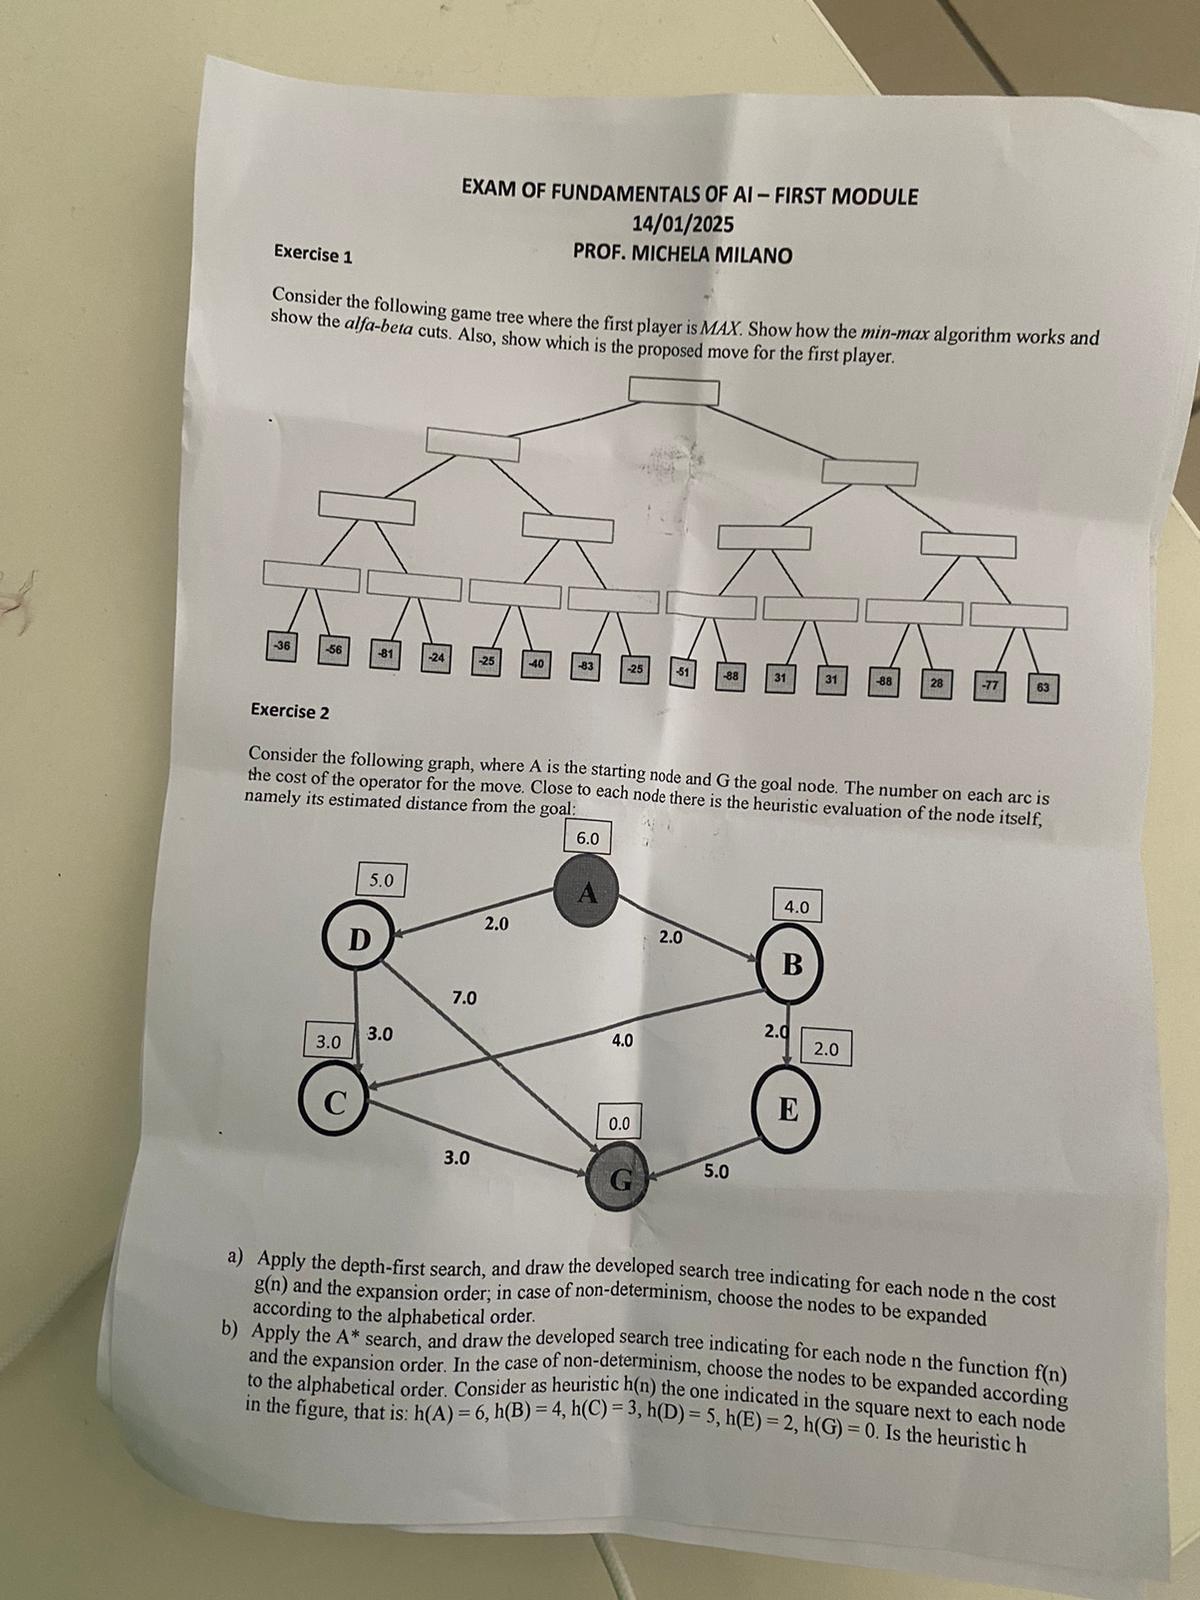 EXAM OF FUNDAMENTALS OF AI – FIRST MODULE
14/01/2025
PROF. MICHELA MILANO
Exercise 1
Consider the following game tree where the first player is MAX. Show how the min-max algorithm works and
show the alfa-beta cuts. Also, show which is the proposed move for the first player.
-36 -56 -81 -24 -25 -40 -83 -25 -51 -88 31 31 -88 28 -77 63
Exercise 2
Consider the following graph, where A is the starting node and G the goal node. The number on each arc is
the cost of the operator for the move. Close to each node there is the heuristic evaluation of the node itself,
namely its estimated distance from the goal:
6.0
5.0 A 4.0
D 2.0 2.0 B
7.0
3.0 3.0 4.0 2.0 2.0
C 0.0 E
3.0 G 5.0
a) Apply the depth-first search, and draw the developed search tree indicating for each node n the cost
g(n) and the expansion order; in case of non-determinism, choose the nodes to be expanded
according to the alphabetical order.
b) Apply the A* search, and draw the developed search tree indicating for each node n the function f(n)
and the expansion order. In the case of non-determinism, choose the nodes to be expanded according
to the alphabetical order. Consider as heuristic h(n) the one indicated in the square next to each node
in the figure, that is: h(A) = 6, h(B) = 4, h(C) = 3, h(D) = 5, h(E) = 2, h(G) = 0. Is the heuristic h